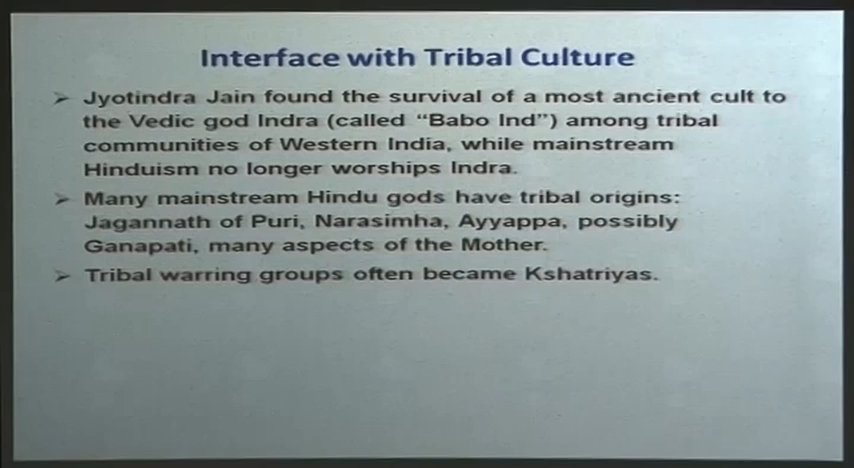 Interface with Tribal Culture
➢ Jyotindra Jain found the survival of a most ancient cult to
the Vedic god Indra (called “Babo Ind”) among tribal
communities of Western India, while mainstream
Hinduism no longer worships Indra.
➢ Many mainstream Hindu gods have tribal origins:
Jagannath of Puri, Narasimha, Ayyappa, possibly
Ganapati, many aspects of the Mother.
➢ Tribal warring groups often became Kshatriyas.